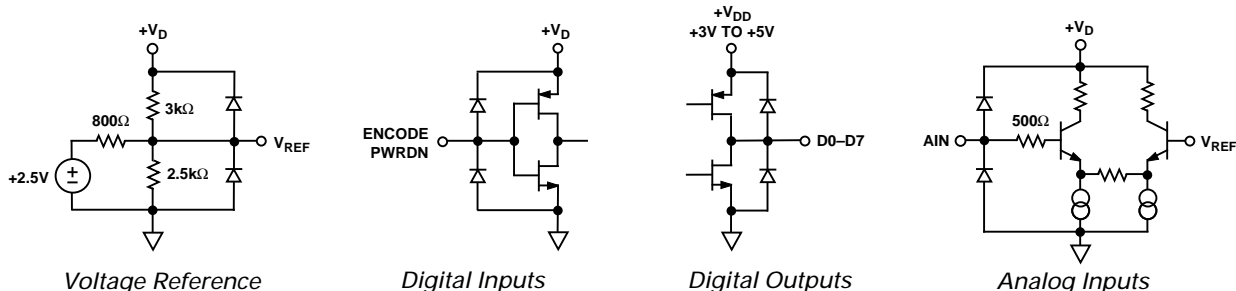 +VD
3kΩ
800Ω
VREF
2.5kΩ
+2.5V
Voltage Reference
+VD
ENCODE
PWRDN
Digital Inputs
+VDD
+3V TO +5V
D0–D7
Digital Outputs
+VD
500Ω
AIN
VREF
Analog Inputs